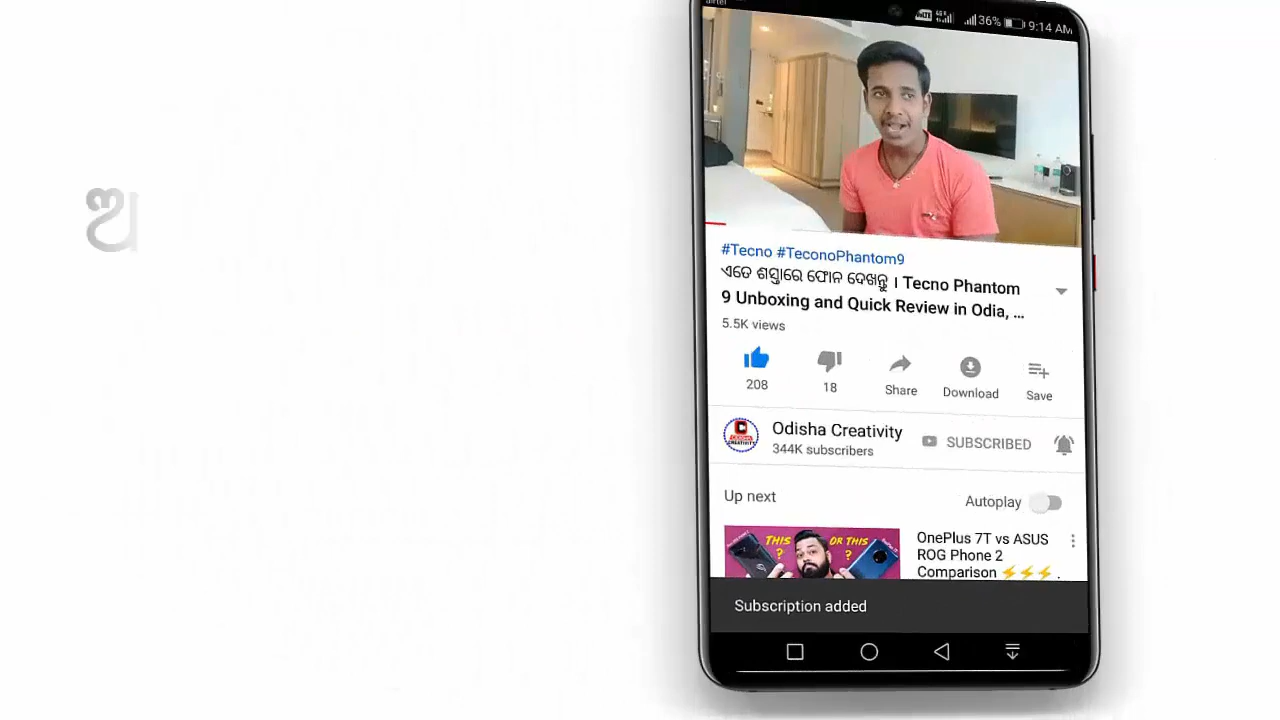 ଅ
airtel 36% 9:14 AM
#Tecno #TeconoPhantom9
ଏତେ ଶସ୍ତାରେ ଫୋନ ଦେଖନ୍ତୁ । Tecno Phantom
9 Unboxing and Quick Review in Odia, ...
5.5K views
208 18 Share Download Save
Odisha Creativity
344K subscribers
SUBSCRIBED
Up next
Autoplay
THIS ? OR THIS ?
OnePlus 7T vs ASUS
ROG Phone 2
Comparison ⚡⚡⚡.
Subscription added